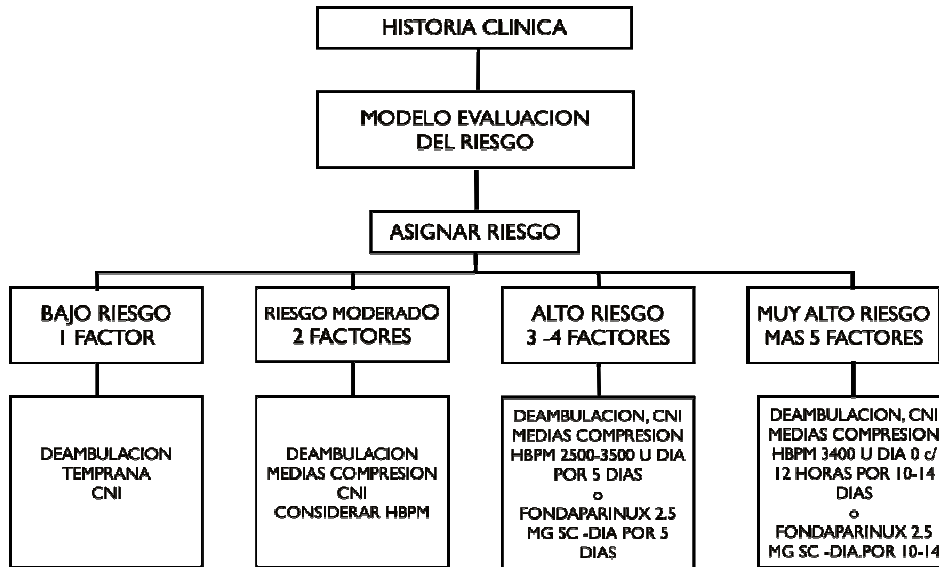 HISTORIA CLINICA
MODELO EVALUACION
DEL RIESGO
ASIGNAR RIESGO
BAJO RIESGO
1 FACTOR
DEAMBULACION
TEMPRANA
CNI
RIESGO MODERADO
2 FACTORES
DEAMBULACION
MEDIAS COMPRESION
CNI
CONSIDERAR HBPM
ALTO RIESGO
3 -4 FACTORES
DEAMBULACION, CNI
MEDIAS COMPRESION
HBPM 2500-3500 U DIA
POR 5 DIAS
o
FONDAPARINUX 2.5
MG SC -DIA POR 5
DIAS
MUY ALTO RIESGO
MAS 5 FACTORES
DEAMBULACION, CNI
MEDIAS COMPRESION
HBPM 3400 U DIA 0 c/
12 HORAS POR 10-14
DIAS
o
FONDAPARINUX 2.5
MG SC -DIA.POR 10-14